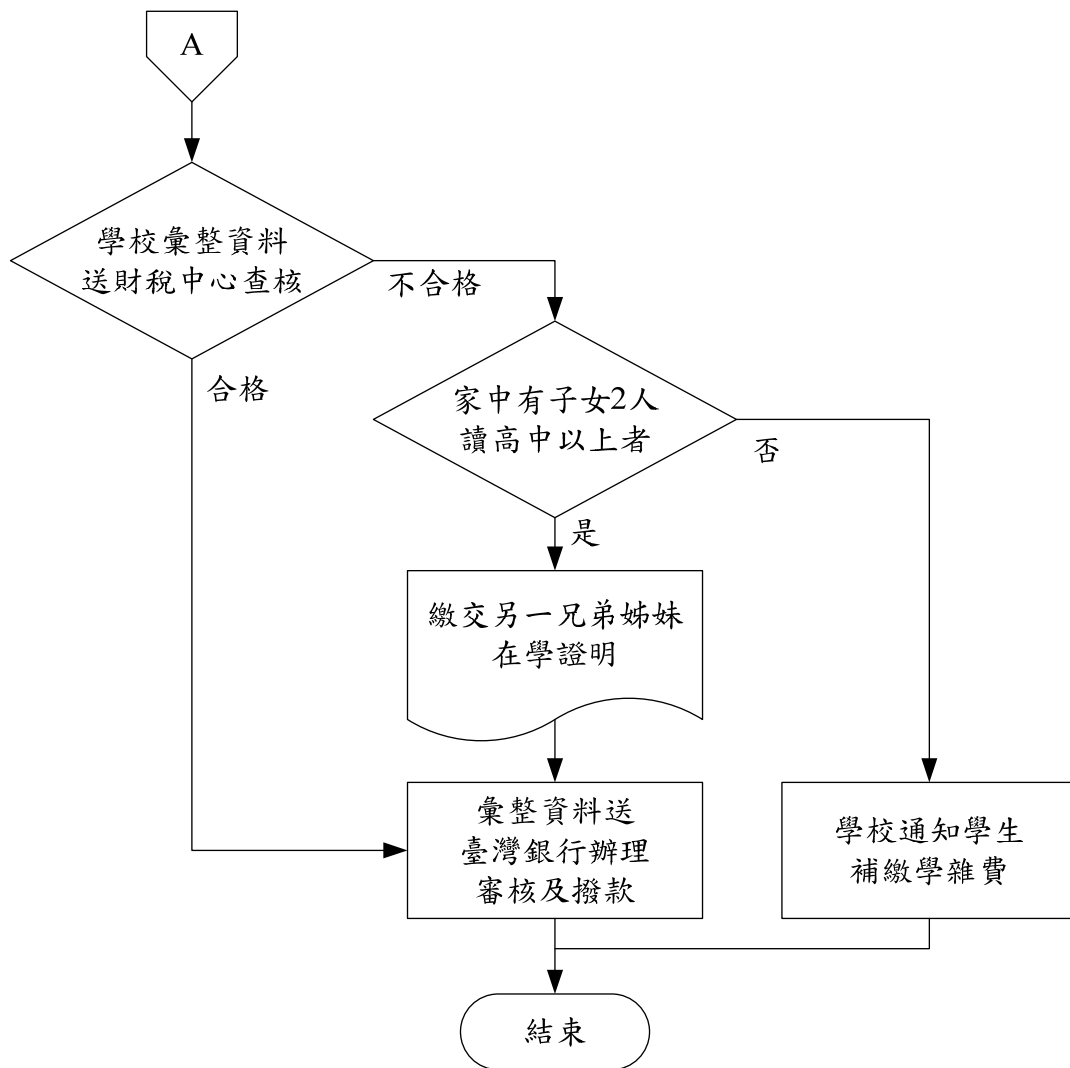 A
學校彙整資料
送財稅中心查核
不合格
合格
家中有子女2人
讀高中以上者
否
是
繳交另一兄弟姊妹
在學證明
彙整資料送
臺灣銀行辦理
審核及撥款
學校通知學生
補繳學雜費
結束